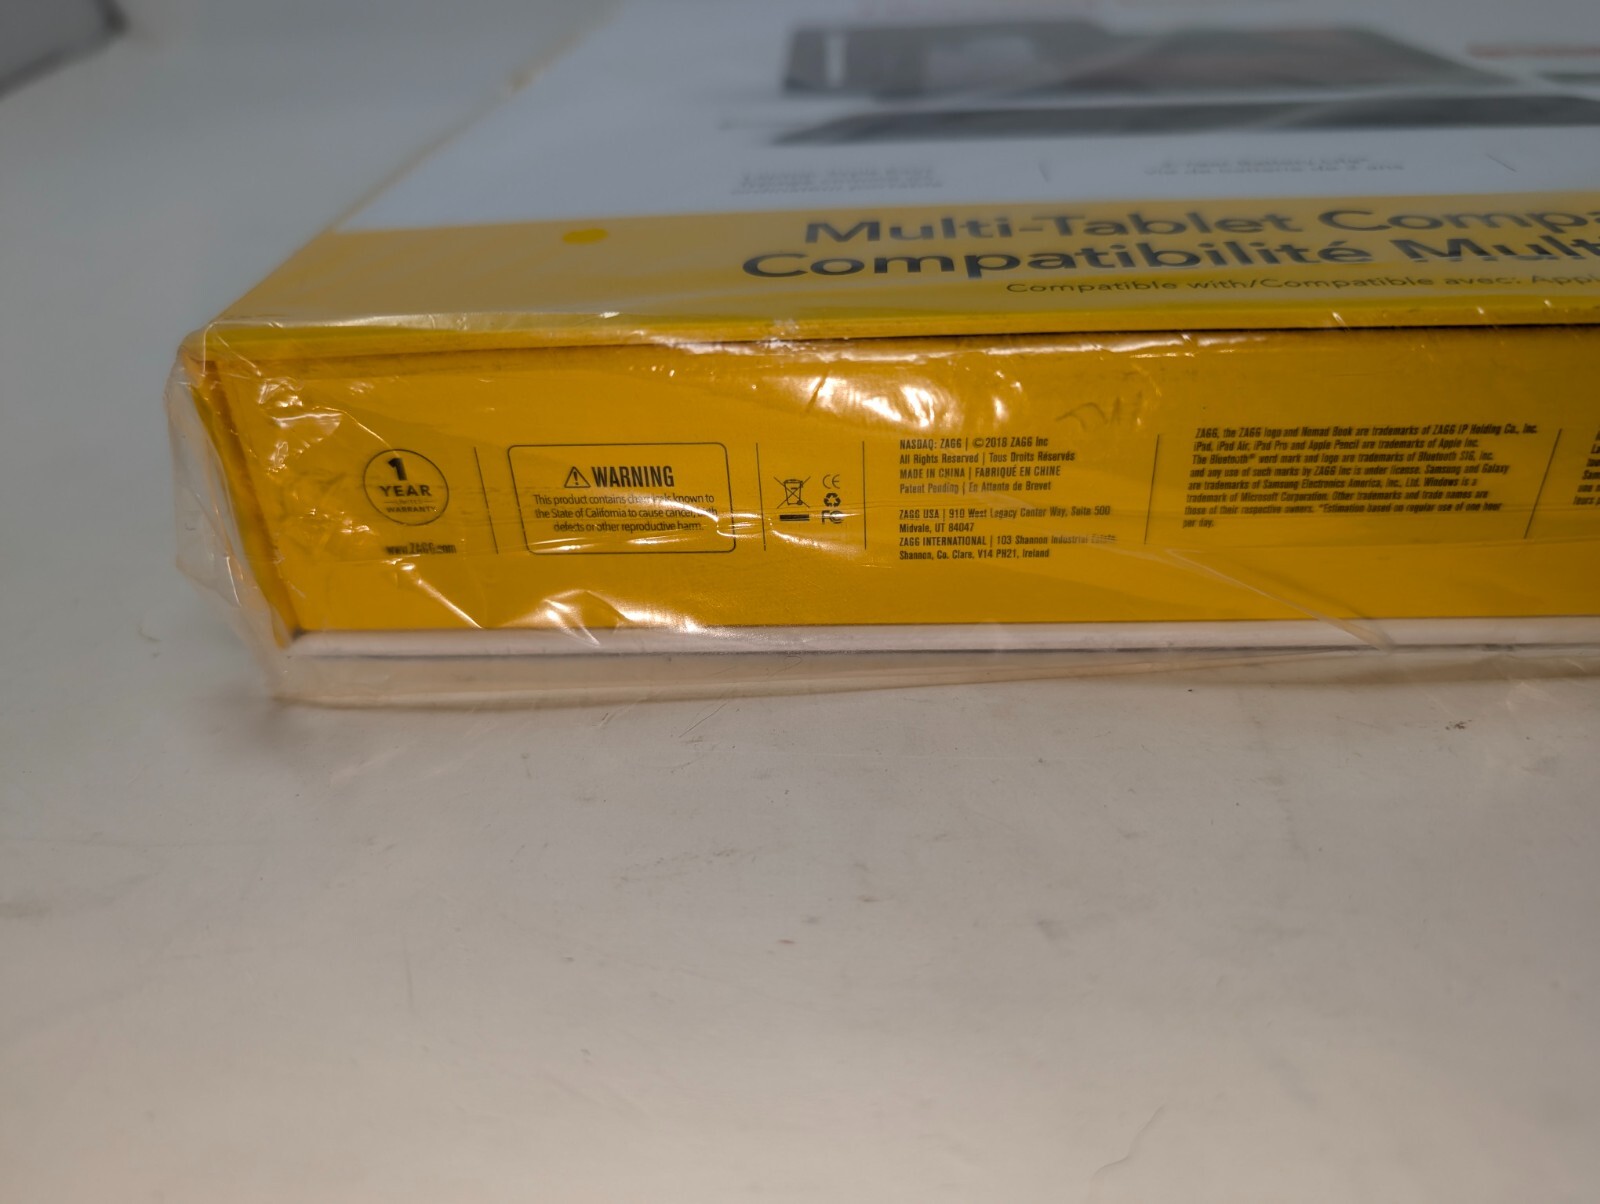 Multi-Tablet Compa
Compatibilité Multi
Compatible with/Compatible avec: Appl
1
YEAR
WARRANTY
www.ZAGG.com
WARNING
This product contains chemicals known to
the State of California to cause cancer, birth
defects or other reproductive harm.
CE
FC
NASDAQ: ZAGG | ©2018 ZAGG Inc
All Rights Reserved | Tous Droits Réservés
MADE IN CHINA | FABRIQUÉ EN CHINE
Patent Pending | En Attente de Brevet
ZAGG USA | 910 West Legacy Center Way, Suite 500
Midvale, UT 84047
ZAGG INTERNATIONAL | 103 Shannon Industrial Estate
Shannon, Co. Clare, V14 PH21, Ireland
ZAGG, the ZAGG logo and Nomad Book are trademarks of ZAGG IP Holding Co., Inc.
iPad, iPad Air, iPad Pro and Apple Pencil are trademarks of Apple Inc.
The Bluetooth® word mark and logo are trademarks of Bluetooth SIG, Inc.
and any use of such marks by ZAGG Inc is under license. Samsung and Galaxy
are trademarks of Samsung Electronics America, Inc., Ltd. Windows is a
trademark of Microsoft Corporation. Other trademarks and trade names are
those of their respective owners. *Estimation based on regular use of one hour
per day.